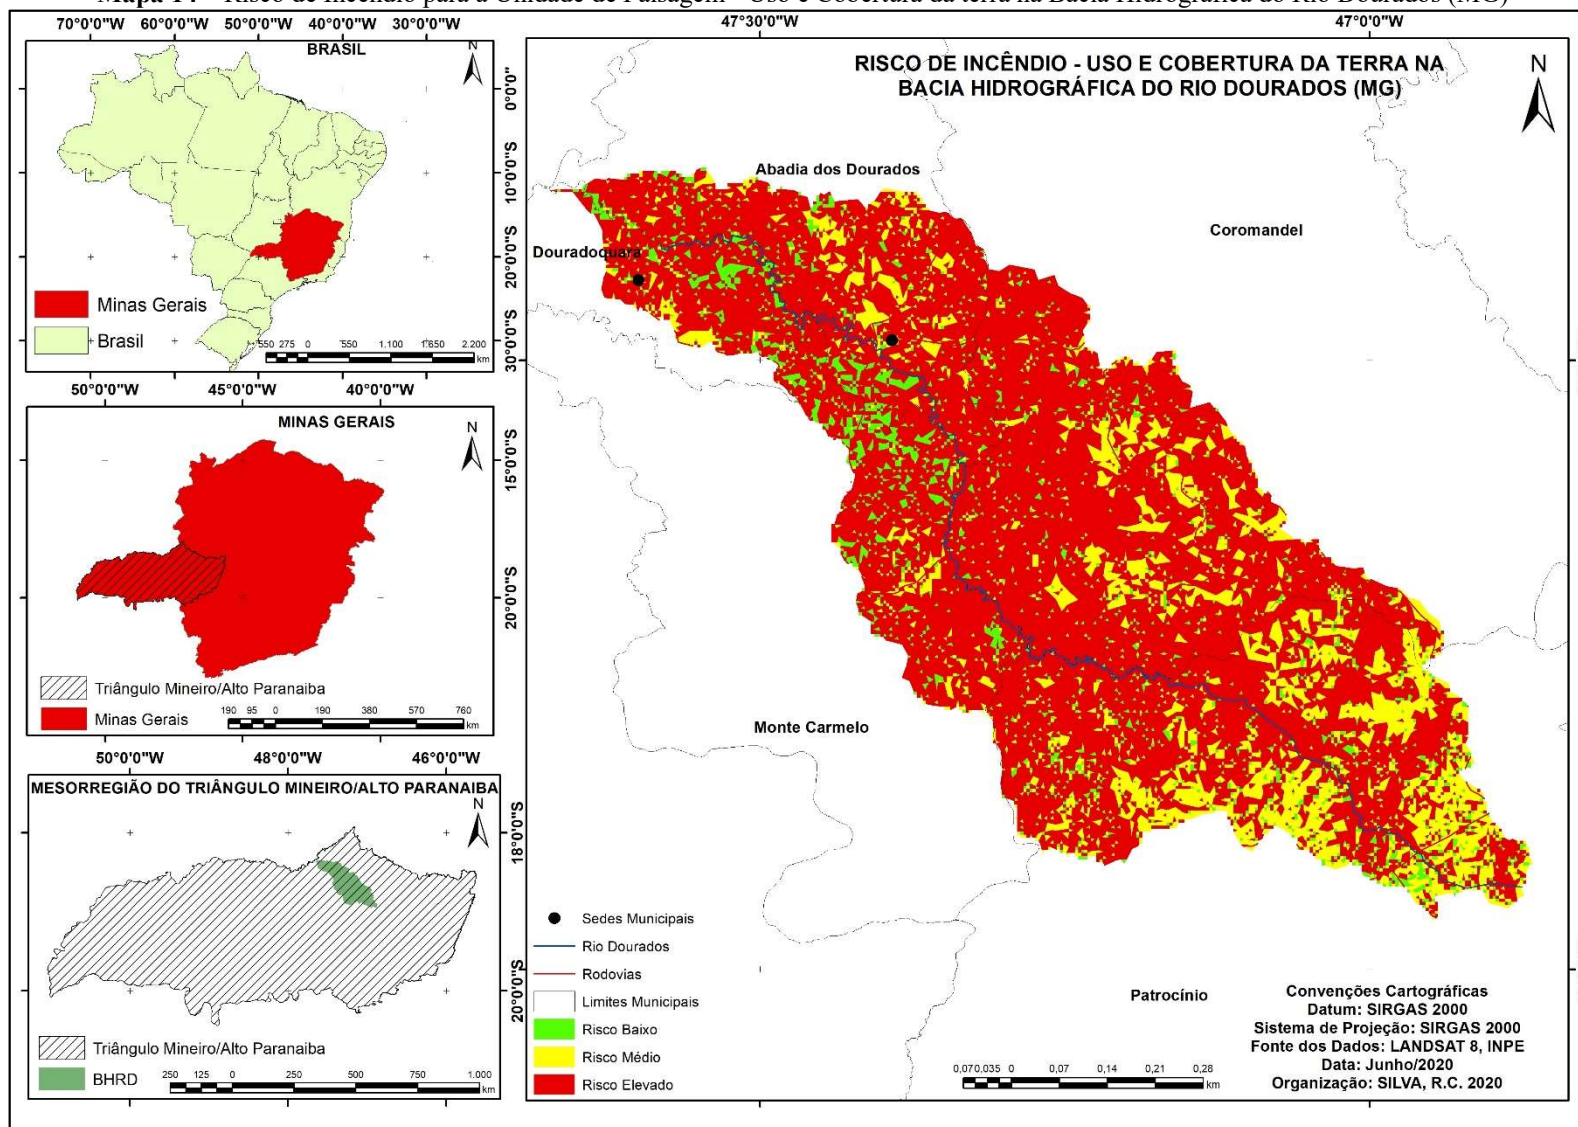 Mapa 14 - Risco de Incêndio para a Unidade de Paisagem - Uso e Cobertura da terra na Bacia Hidrográfica do Rio Dourados (MG)
70°0'0"W 60°0'0"W 50°0'0"W 40°0'0"W 30°0'0"W
BRASIL
N
0°0'0"
10°0'0"S
20°0'0"S
30°0'0"S
Minas Gerais
Brasil
550 275 0 550 1.100 1.650 2.200
km
50°0'0"W 45°0'0"W 40°0'0"W
MINAS GERAIS
N
15°0'0"S
20°0'0"S
Triângulo Mineiro/Alto Paranaiba
Minas Gerais
190 95 0 190 380 570 760
km
50°0'0"W 48°0'0"W 46°0'0"W
MESORREGIÃO DO TRIÂNGULO MINEIRO/ALTO PARANAIBA
N
18°0'0"S
20°0'0"S
Triângulo Mineiro/Alto Paranaiba
BHRD
250 125 0 250 500 750 1.000
km
47°30'0"W 47°0'0"W
RISCO DE INCÊNDIO - USO E COBERTURA DA TERRA NA
BACIA HIDROGRÁFICA DO RIO DOURADOS (MG)
N
Abadia dos Dourados
Coromandel
Douradoquara
Monte Carmelo
Patrocínio
Sedes Municipais
Rio Dourados
Rodovias
Limites Municipais
Risco Baixo
Risco Médio
Risco Elevado
0,07 0,035 0 0,07 0,14 0,21 0,28
km
Convenções Cartográficas
Datum: SIRGAS 2000
Sistema de Projeção: SIRGAS 2000
Fonte dos Dados: LANDSAT 8, INPE
Data: Junho/2020
Organização: SILVA, R.C. 2020